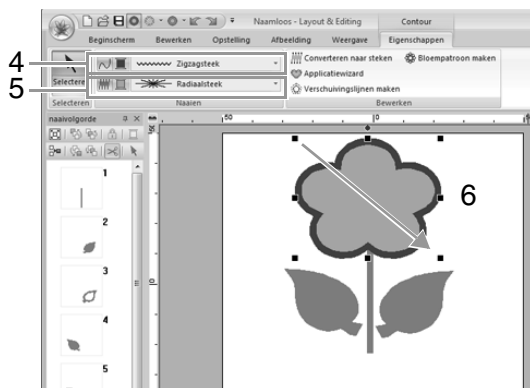 Naamloos - Layout & Editing Contour
Beginscherm Bewerken Opstelling Afbeelding Weergave Eigenschappen
4 Zigzagsteek Converteren naar steken Bloempatroon maken
Selecteren Applicatiewizard
5 Radiaalsteek Verschuivingslijnen maken
Selecteren Naaien Bewerken
naaivolgorde
50 0
1
2
3
4
5
0
6